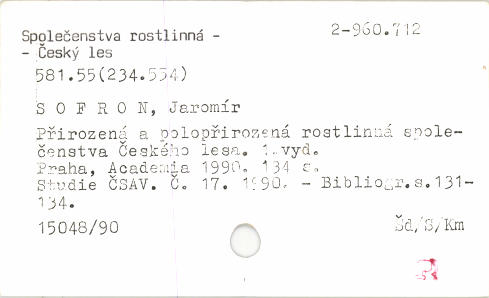 Společenstva rostlinná -
2-960.712
- Český les
581.55(234.554)
S O F R O N, Jaromír
Přirozená a polopřirozená rostlinná spole-
čenstva Českého lesa. 1.vyd.
Praha, Academia 1990. 134 s.
Studie ČSAV. Č. 17. 1990. - Bibliogr.s.131-
134.
15048/90
Šd/S/Km